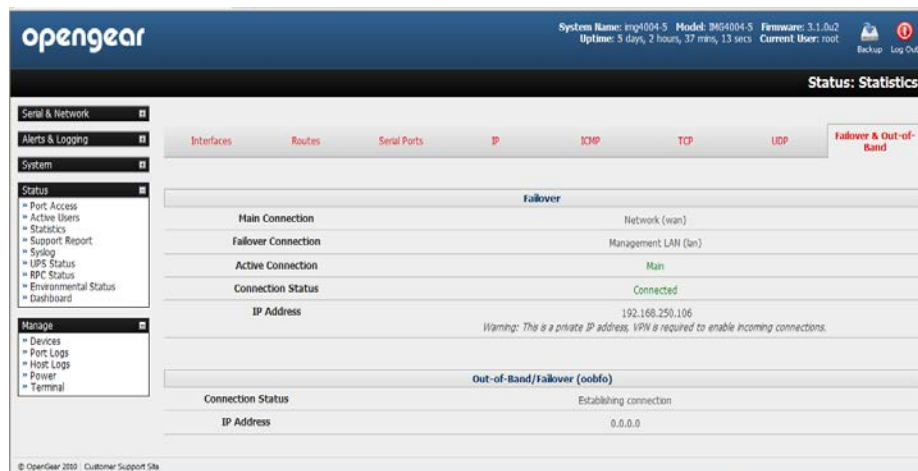 opengear
System Name: img4004-5 Model: IMG4004-5 Firmware: 3.1.0u2
Uptime: 5 days, 2 hours, 37 mins, 13 secs Current User: root
Backup Log Out
Status: Statistics
Serial & Network
Alerts & Logging
System
Status
Port Access
Active Users
Statistics
Support Report
Syslog
UPS Status
RPC Status
Environmental Status
Dashboard
Manage
Devices
Port Logs
Host Logs
Power
Terminal
Interfaces Routes Serial Ports IP ICMP TCP UDP Failover & Out-of-
Band
Failover
Main Connection Network (wan)
Failover Connection Management LAN (lan)
Active Connection Main
Connection Status Connected
IP Address 192.168.250.106
Warning: This is a private IP address, VPN is required to enable incoming connections.
Out-of-Band/Failover (oobfo)
Connection Status Establishing connection
IP Address 0.0.0.0
© OpenGear 2010 | Customer Support Site